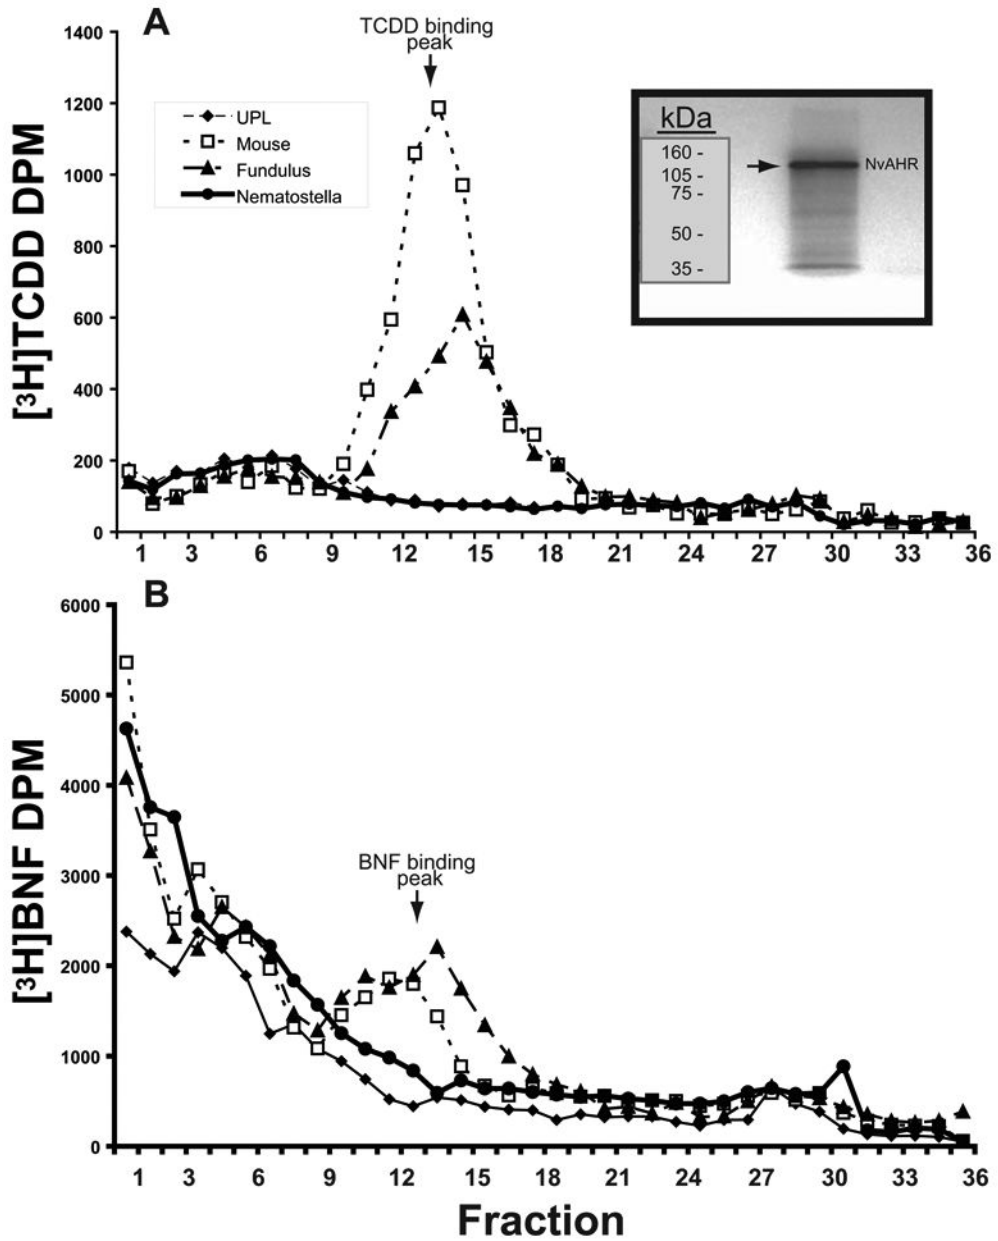 A
TCDD binding
peak
1400
1200
1000
800
600
400
200
0
[3H]TCDD DPM
UPL
Mouse
Fundulus
Nematostella
kDa
160 -
105 -
75 -
50 -
35 -
NvAHR
1 3 6 9 12 15 18 21 24 27 30 33 36
B
6000
5000
4000
3000
2000
1000
0
[3H]BNF DPM
BNF binding
peak
1 3 6 9 12 15 18 21 24 27 30 33 36
Fraction